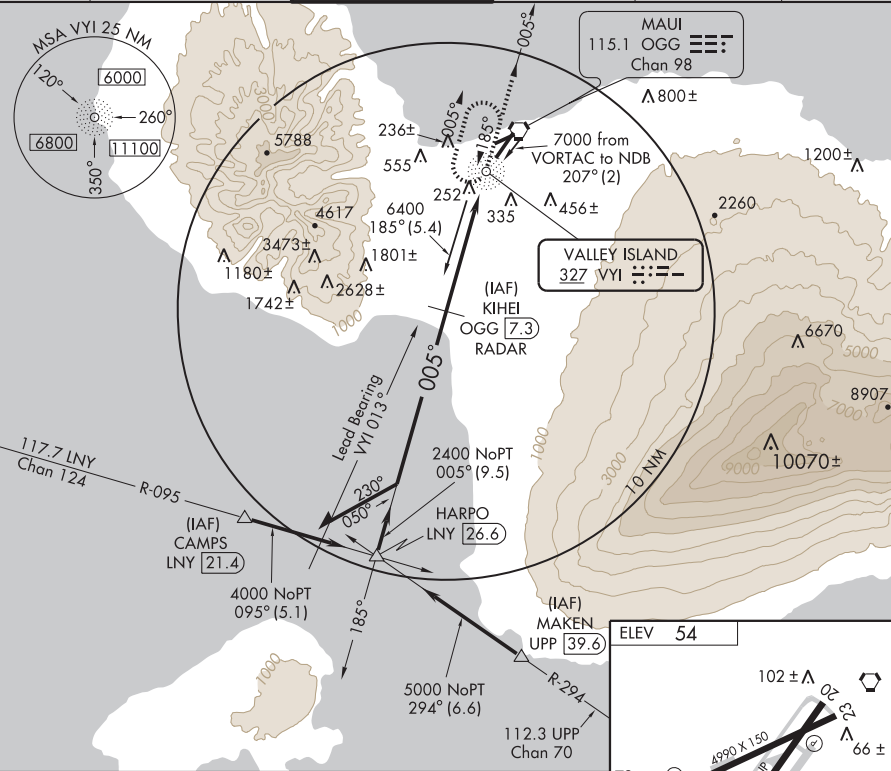 MSA VYI 25 NM
120°
6000
260°
6800
11100
350°
MAUI
115.1 OGG
Chan 98
005°
005°
185°
800±
236±
5788
555
7000 from
VORTAC to NDB
207° (2)
1200±
252
335
456±
2260
4617
6400
185° (5.4)
3473±
1801±
1180±
2628±
1742±
1000
VALLEY ISLAND
327 VYI
(IAF)
KIHEI
OGG 7.3
RADAR
6670
5000
005°
8907
7000
Lead Bearing
VYI 013°
10070±
9000
1000
3000
10 NM
117.7 LNY
Chan 124
R-095
2400 NoPT
005° (9.5)
230°
050°
HARPO
LNY 26.6
(IAF)
CAMPS
LNY 21.4
4000 NoPT
095° (5.1)
185°
(IAF)
MAKEN
UPP 39.6
ELEV 54
1000
5000 NoPT
294° (6.6)
R-294
112.3 UPP
Chan 70
102±
20
23
66±
4990 X 150